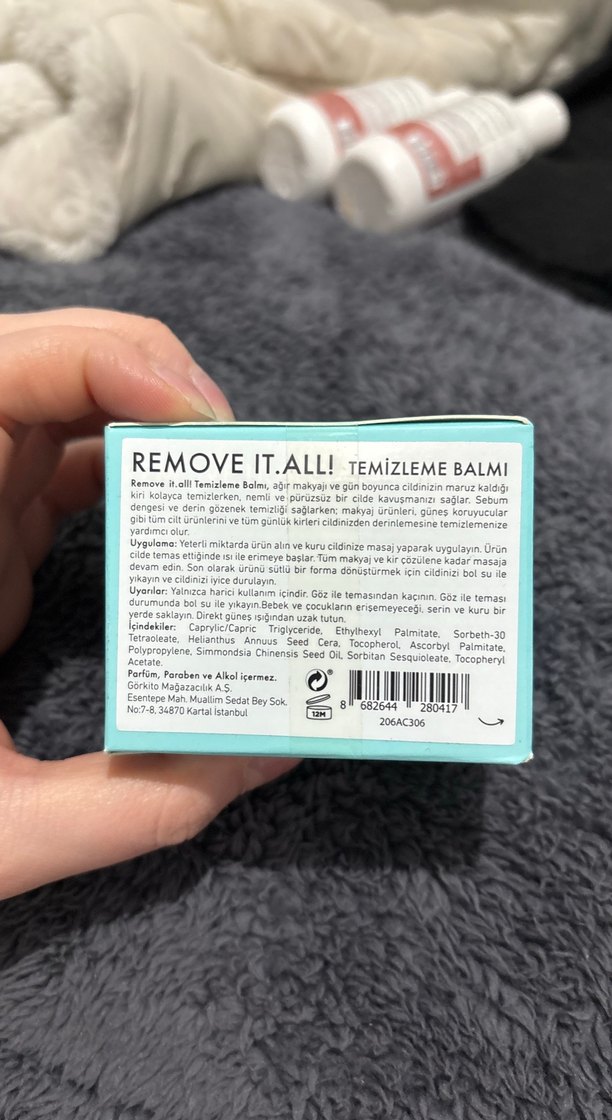 REMOVE IT.ALL! TEMİZLEME BALMI
Remove it.all! Temizleme Balmı, ağır makyajı ve gün boyunca cildinizin maruz kaldığı
kiri kolayca temizlerken, nemli ve pürüzsüz bir cilde kavuşmanızı sağlar. Sebum
dengesi ve derin gözenek temizliği sağlarken; makyaj ürünleri, güneş koruyucular
gibi tüm cilt ürünlerini ve tüm günlük kirleri cildinizden derinlemesine temizlemenize
yardımcı olur.
Uygulama: Yeterli miktarda ürün alın ve kuru cildinize masaj yaparak uygulayın. Ürün
cilde temas ettiğinde ısı ile erimeye başlar. Tüm makyaj ve kir çözülene kadar masaja
devam edin. Son olarak ürünü sütlü bir forma dönüştürmek için cildinizi bol su ile
yıkayın ve cildinizi iyice durulayın.
Uyarılar: Yalnızca harici kullanım içindir. Göz ile temasından kaçının. Göz ile teması
durumunda bol su ile yıkayın.Bebek ve çocukların erişemeyeceği, serin ve kuru bir
yerde saklayın. Direkt güneş ışığından uzak tutun.
İçindekiler: Caprylic/Capric Triglyceride, Ethylhexyl Palmitate, Sorbeth-30
Tetraoleate, Helianthus Annuus Seed Cera, Tocopherol, Ascorbyl Palmitate,
Polypropylene, Simmondsia Chinensis Seed Oil, Sorbitan Sesquioleate, Tocopheryl
Acetate.
Parfüm, Paraben ve Alkol içermez.
Görkito Mağazacılık A.Ş.
Esentepe Mah. Muallim Sedat Bey Sok.
No:7-8, 34870 Kartal İstanbul
12M
8 682644 280417
206AC306